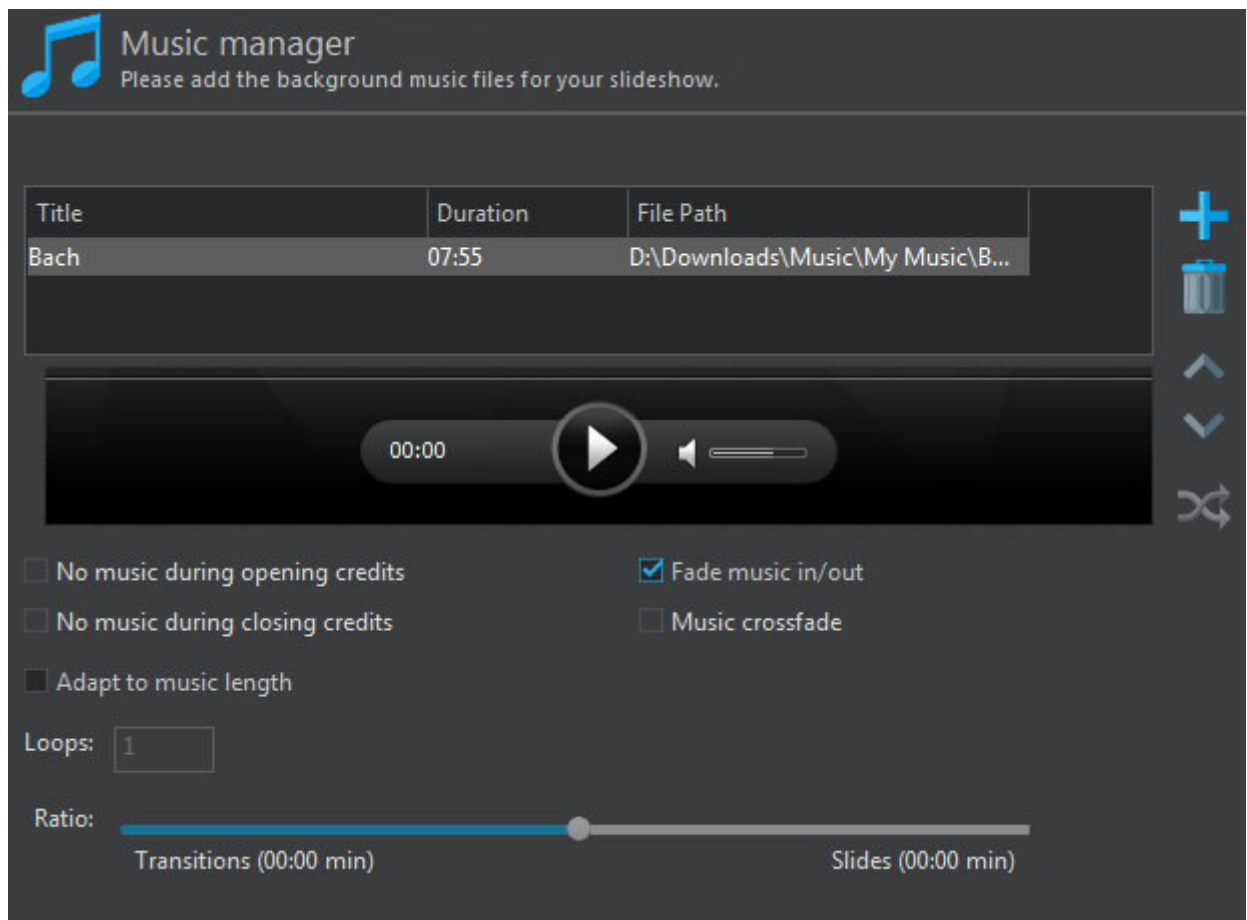 Music manager
Please add the background music files for your slideshow.
Title Duration File Path
Bach 07:55 D:\Downloads\Music\My Music\B...
00:00
No music during opening credits Fade music in/out
No music during closing credits Music crossfade
Adapt to music length
Loops: 1
Ratio:
Transitions (00:00 min) Slides (00:00 min)